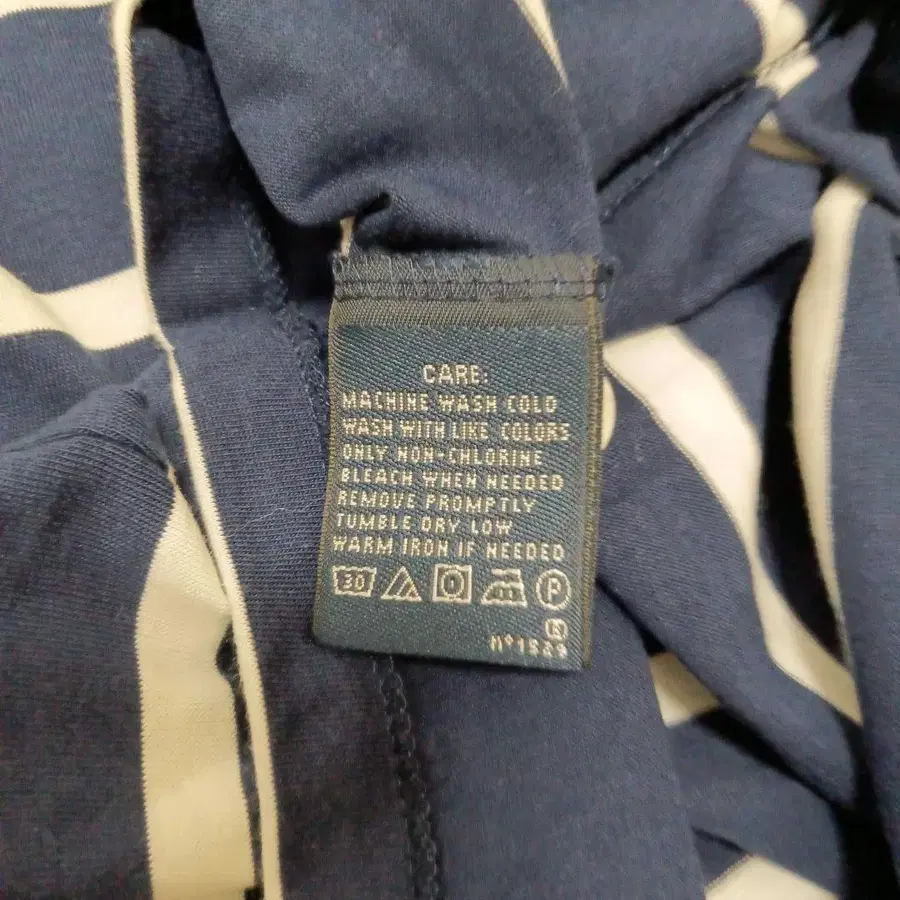 CARE:
MACHINE WASH COLD
WASH WITH LIKE COLORS
ONLY NON-CHLORINE
BLEACH WHEN NEEDED
REMOVE PROMPTLY
TUMBLE DRY LOW
WARM IRON IF NEEDED
30
P